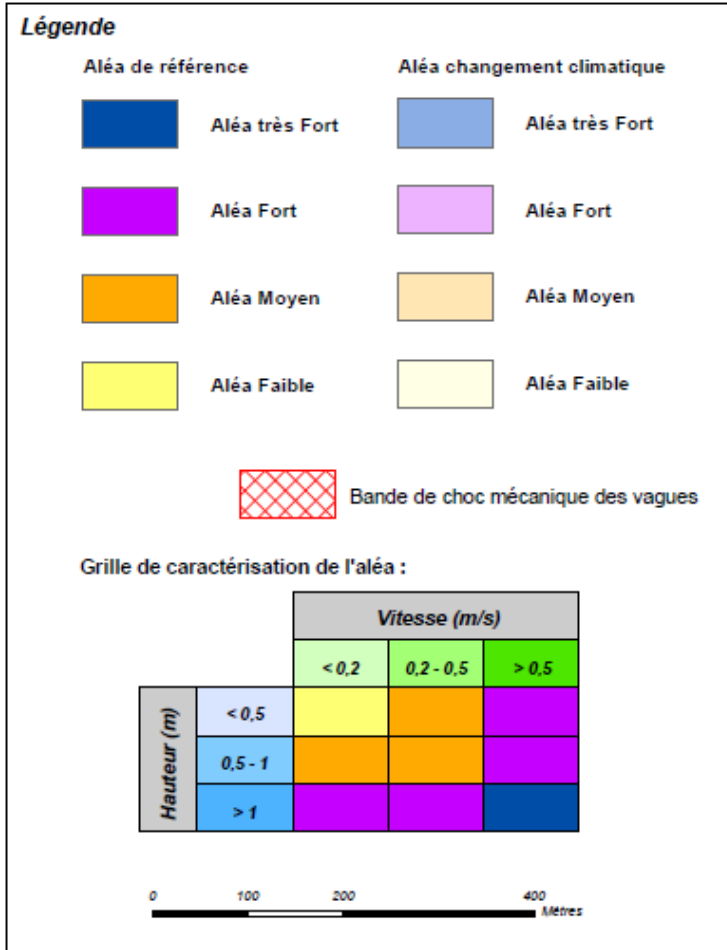 Légende
Aléa de référence Aléa changement climatique
Aléa très Fort Aléa très Fort
Aléa Fort Aléa Fort
Aléa Moyen Aléa Moyen
Aléa Faible Aléa Faible
Bande de choc mécanique des vagues
Grille de caractérisation de l'aléa :
Vitesse (m/s)
< 0,2 0,2 - 0,5 > 0,5
Hauteur (m)
< 0,5
0,5 - 1
> 1
0 100 200 400
Mètres